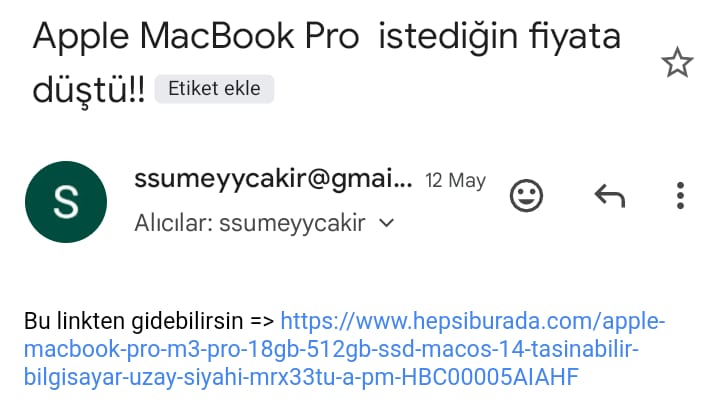 Apple MacBook Pro istediğin fiyata
düştü!! Etiket ekle
S
ssumeyycakir@gmai... 12 May
Alıcılar: ssumeyycakir
Bu linkten gidebilirsin => https://www.hepsiburada.com/apple-
macbook-pro-m3-pro-18gb-512gb-ssd-macos-14-tasinabilir-
bilgisayar-uzay-siyahi-mrx33tu-a-pm-HBC00005AIAHF